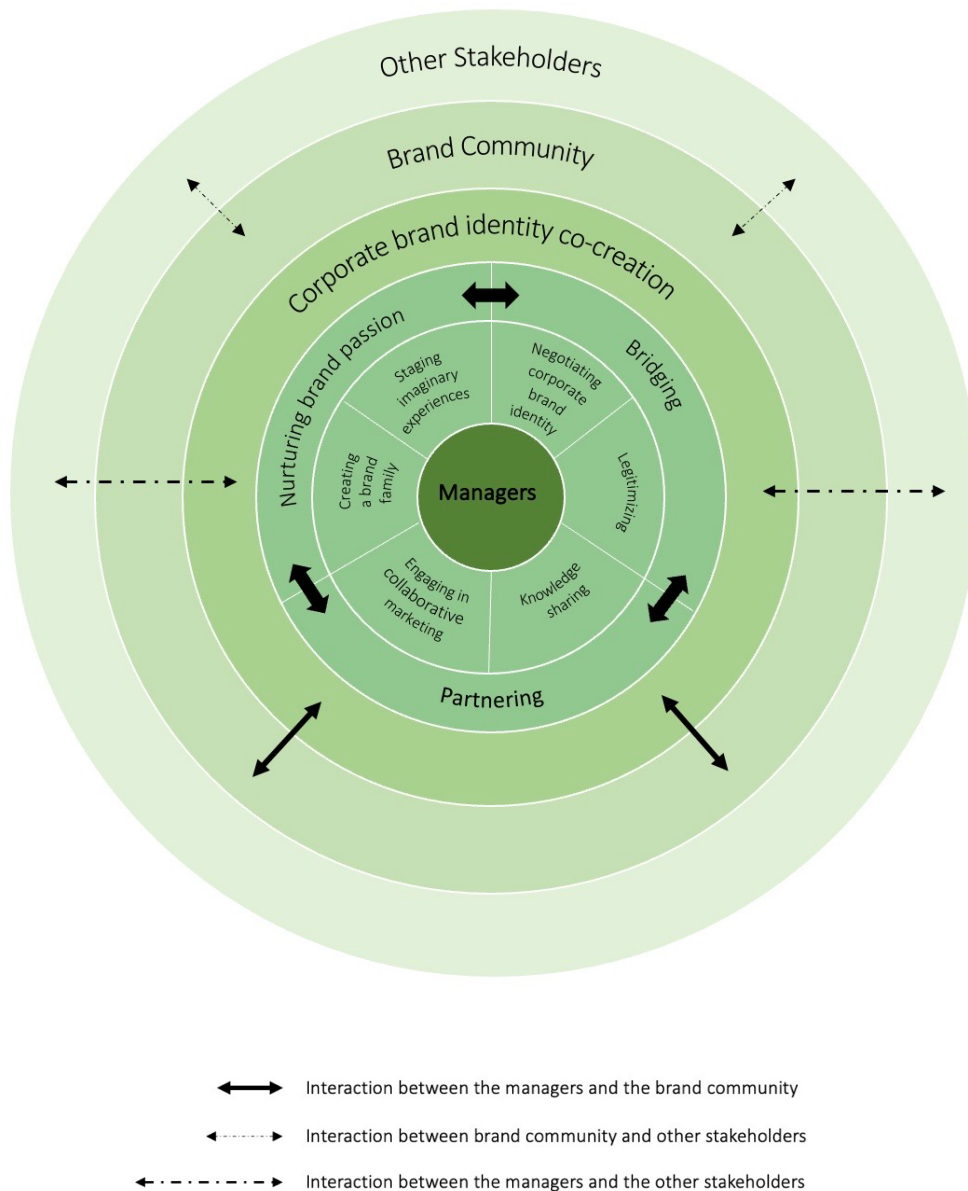 Other Stakeholders
Brand Community
Corporate brand identity co-creation
Nurturing brand passion
Bridging
Staging
imaginary
experiences
Negotiating
corporate
brand
identity
Creating
a brand
family
Managers
Legitimizing
Engaging in
collaborative
marketing
Knowledge
sharing
Partnering
Interaction between the managers and the brand community
Interaction between brand community and other stakeholders
Interaction between the managers and the other stakeholders